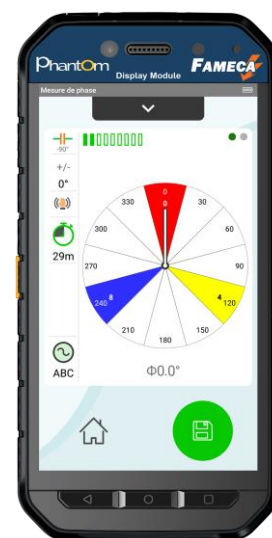 PhantOm
FAMECA
Display Module
Mesure de phase
-90°
+/-
0°
29m
ABC
0
0
30
60
90
4
120
150
180
210
8
240
270
300
330
Φ0.0°